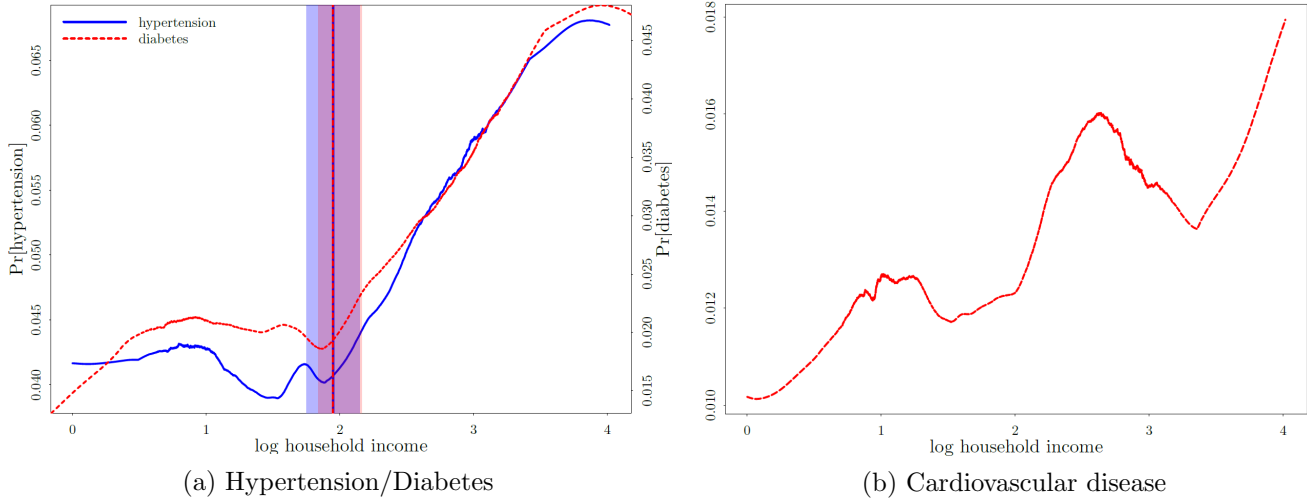 hypertension
diabetes
Pr[hypertension]
0.065
0.060
0.055
0.050
0.045
0.040
0.045
0.040
0.035
0.030
0.025
0.020
0.015
Pr[diabetes]
0 1 2 3 4
log household income
(a) Hypertension/Diabetes
0.018
0.016
0.014
0.012
0.010
0 1 2 3 4
log household income
(b) Cardiovascular disease